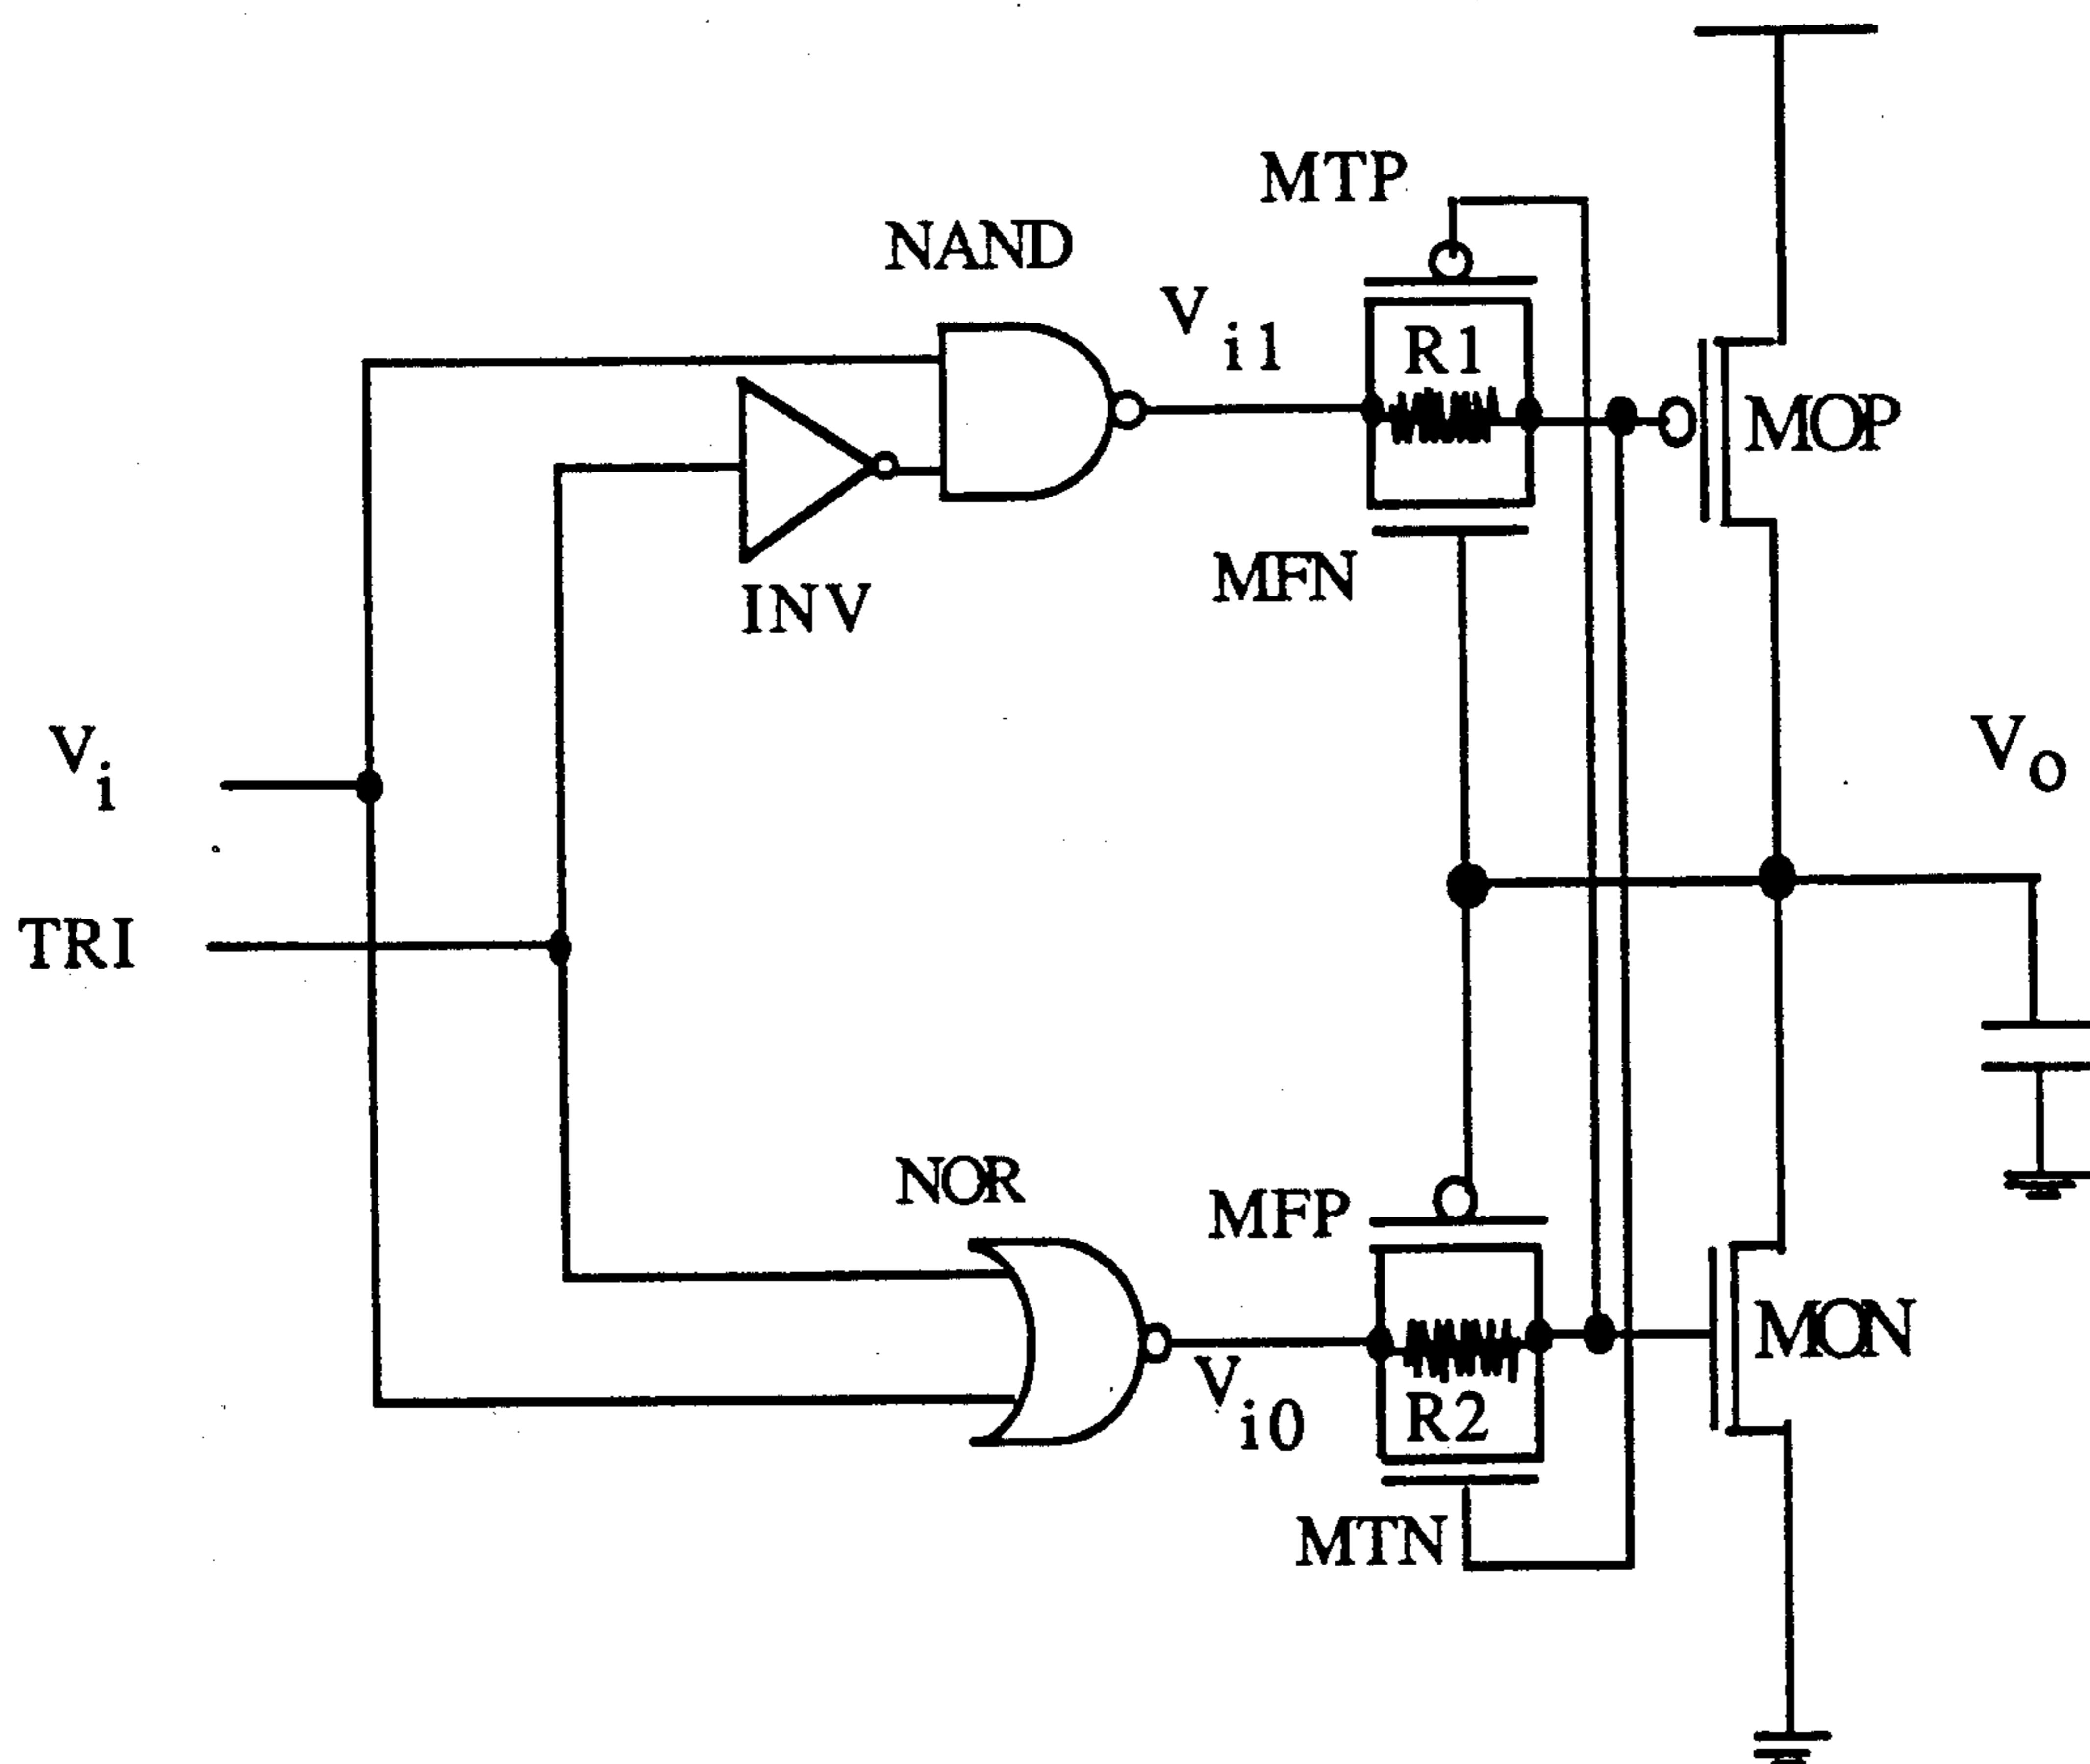 MTP
NAND
Vi1
R1
MOP
MFN
INV
Vi
Vo
TRI
NOR
MFP
MON
Vi0
R2
MTN